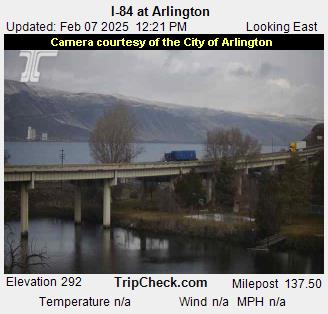 I-84 at Arlington
Updated: Feb 07 2025 12:21 PM Looking East
Camera courtesy of the City of Arlington
Elevation 292 TripCheck.com Milepost 137.50
Temperature n/a Wind n/a MPH n/a